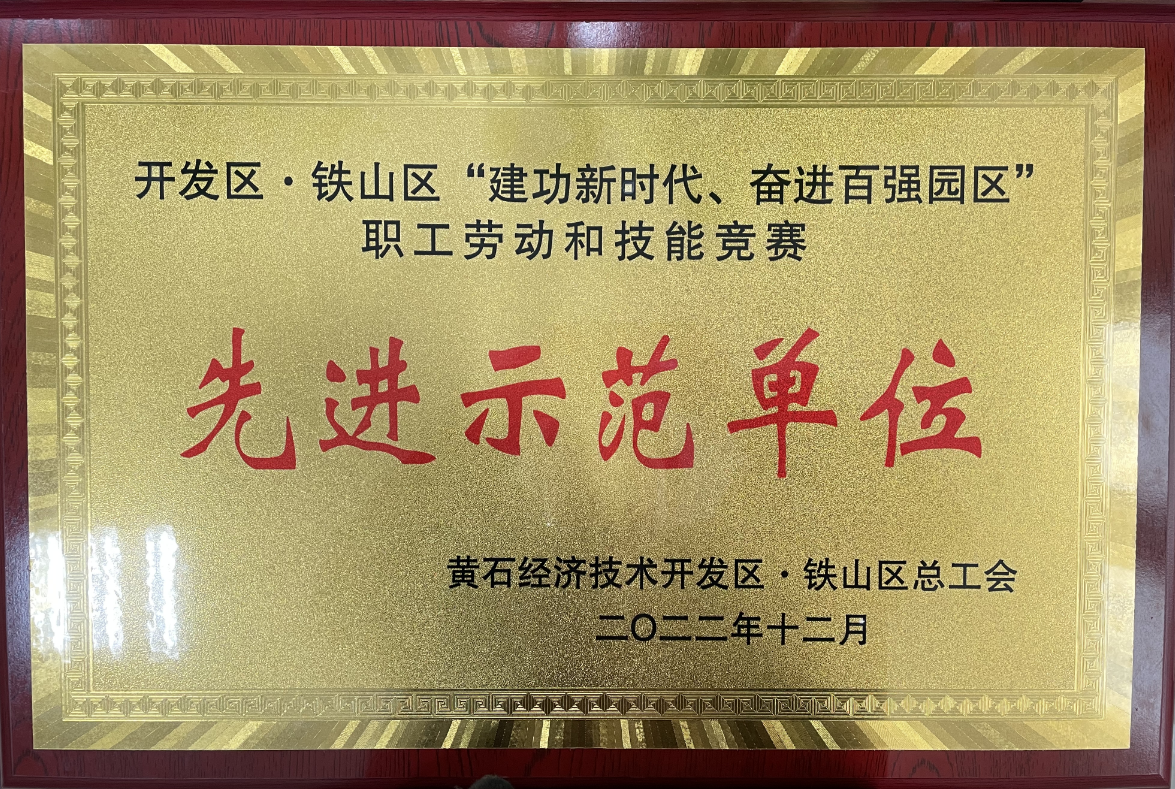 开发区·铁山区“建功新时代、奋进百强园区”
职工劳动和技能竞赛
先进示范单位
黄石经济技术开发区·铁山区总工会
二〇二二年十二月